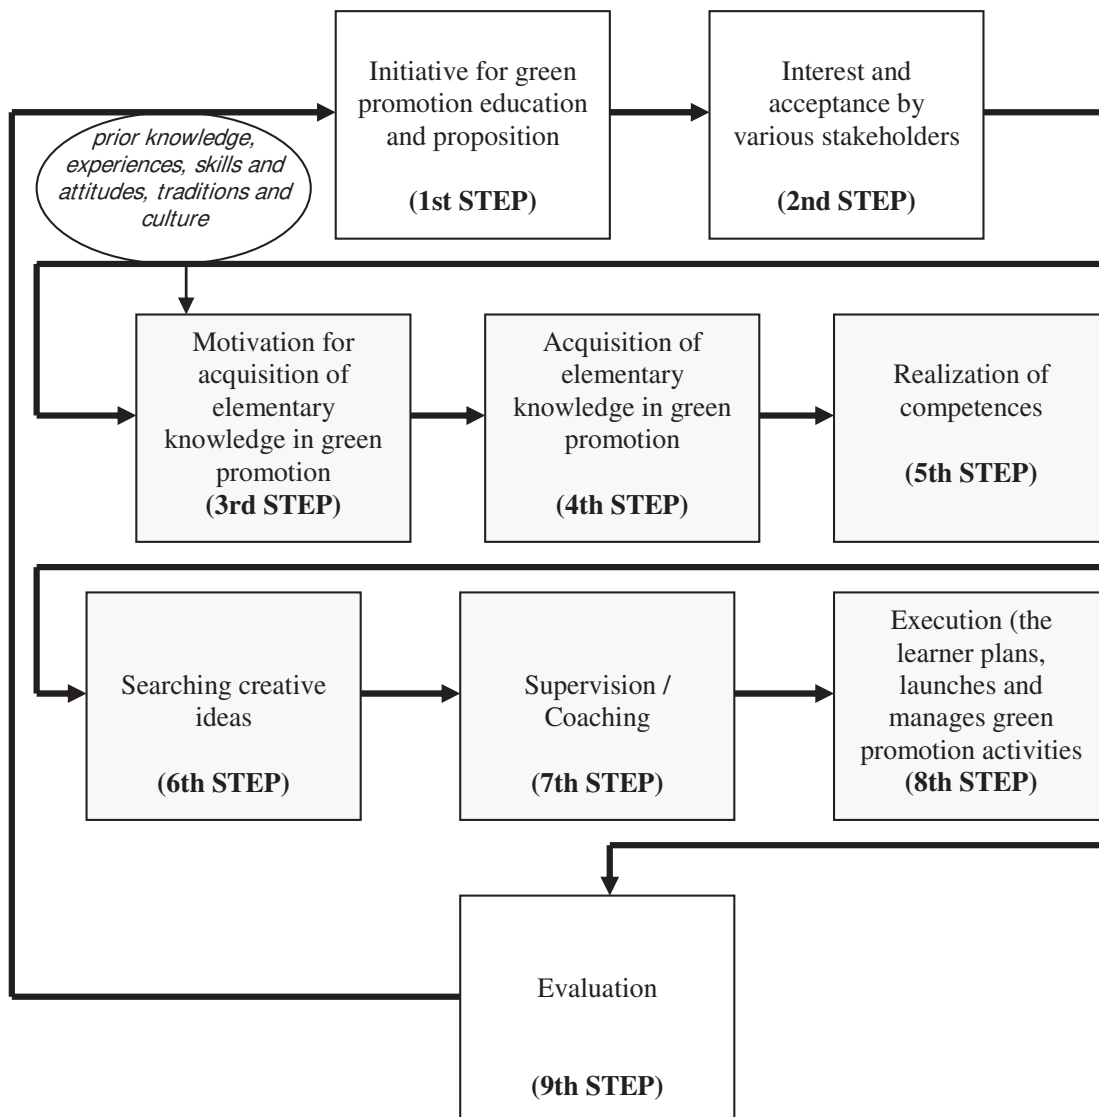 Initiative for green
promotion education
and proposition
(1st STEP)
Interest and
acceptance by
various stakeholders
(2nd STEP)
prior knowledge,
experiences, skills and
attitudes, traditions and
culture
Motivation for
acquisition of
elementary
knowledge in green
promotion
(3rd STEP)
Acquisition of
elementary
knowledge in green
promotion
(4th STEP)
Realization of
competences
(5th STEP)
Searching creative
ideas
(6th STEP)
Supervision /
Coaching
(7th STEP)
Execution (the
learner plans,
launches and
manages green
promotion activities
(8th STEP)
Evaluation
(9th STEP)